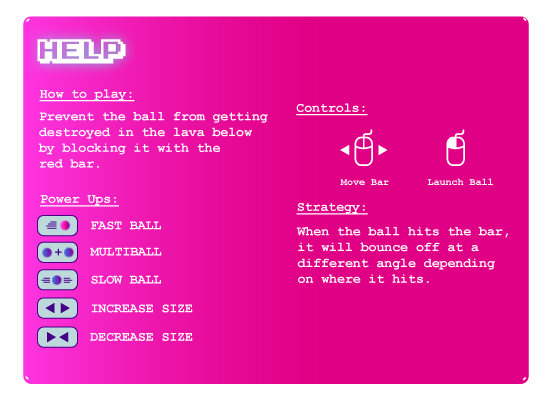 HELP
How to play:
Prevent the ball from getting
destroyed in the lava below
by blocking it with the
red bar.
Power Ups:
FAST BALL
MULTIBALL
SLOW BALL
INCREASE SIZE
DECREASE SIZE
Controls:
Move Bar
Launch Ball
Strategy:
When the ball hits the bar,
it will bounce off at a
different angle depending
on where it hits.